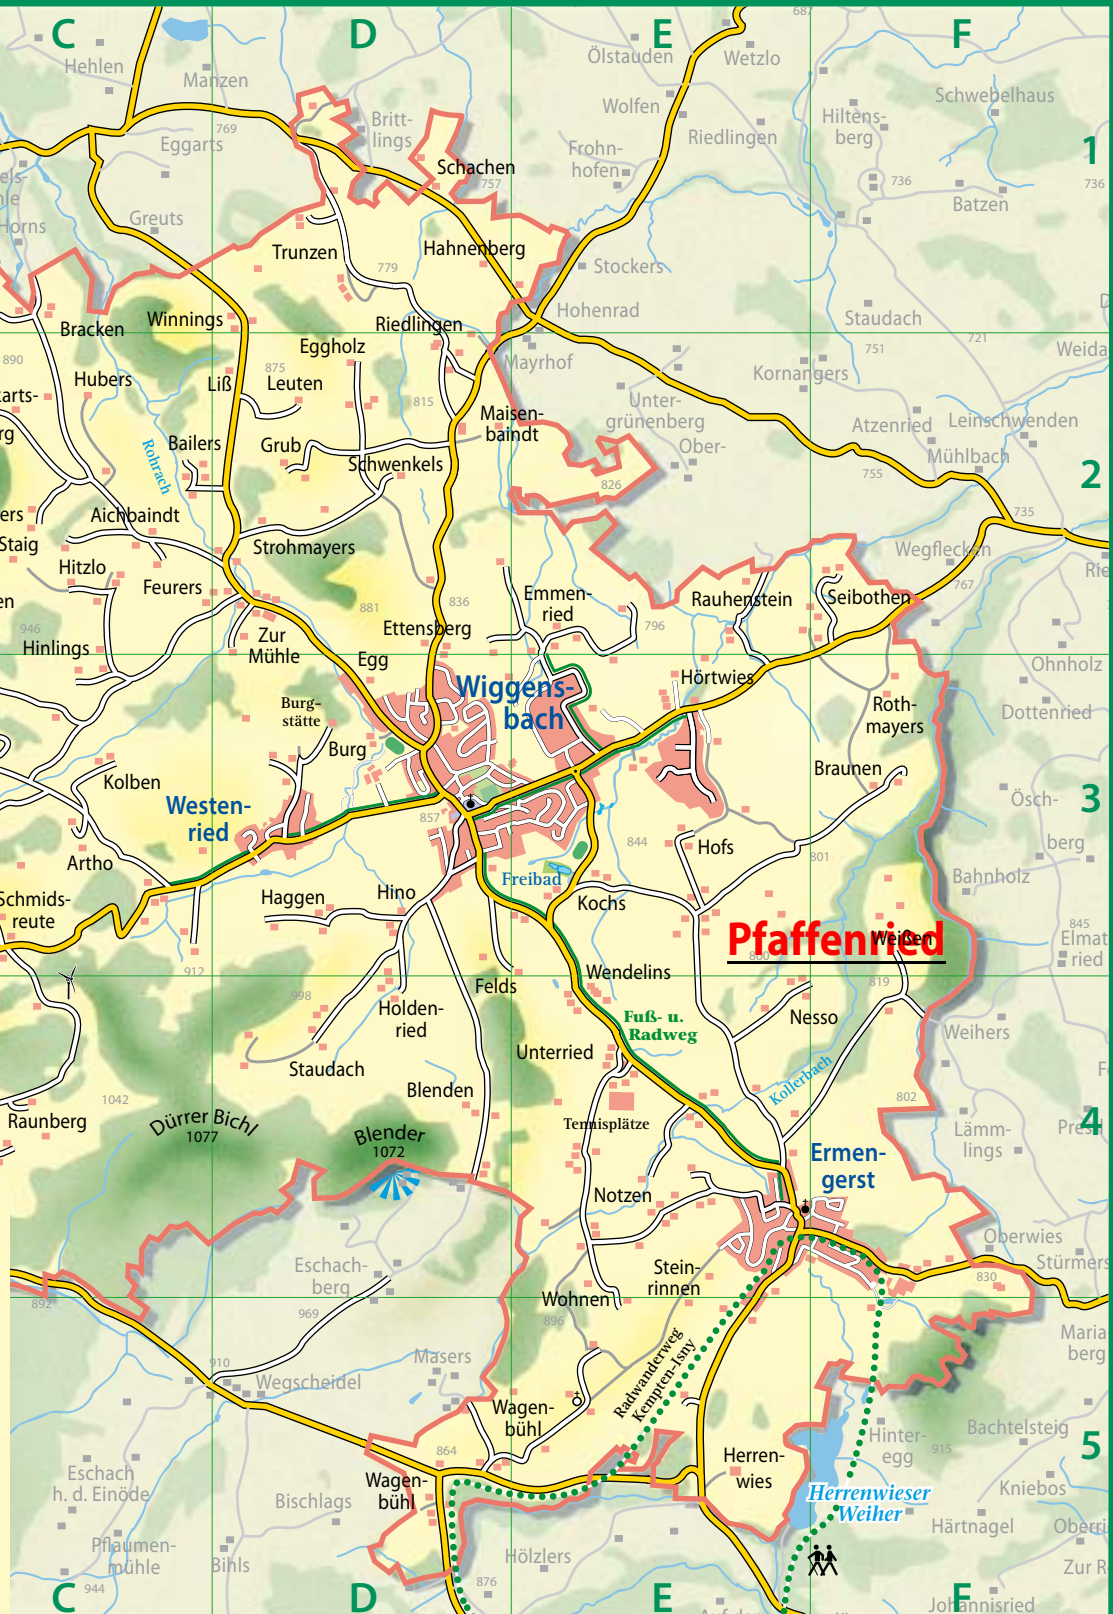 C
D
E
F
687
Hehlen
Manzen
Ölstauden
Wetzlo
Wolfen
Schwebelhaus
Hiltens-
berg
769
Britt-
lings
Riedlingen
Eggarts
Frohn-
hofen
1
Schachen
757
796
736
736
Greuts
Batzen
Horns
Trunzen
Hahnenberg
779
Stockers
Hohenrad
Bracken
Winnings
Riedlingen
Staudach
Eggholz
721
751
Weida
890
875
Mayrhof
Kornangers
Hubers
Liß
Leuten
815
Unter-
grünenberg
Maisen-
baindt
Atzenried
Leinschwenden
Bailers
Grub
Ober-
Mühlbach
Schwenkels
Rohrach
755
2
826
ers
Aichbaindt
735
Staig
Strohmayers
Wegflecken
Hitzlo
Feurers
767
Rie
Emmen-
ried
Rauhenstein
Seibothen
en
881
836
796
946
Ettensberg
Hinlings
Zur
Mühle
Egg
Ohnholz
Hörtwies
Wiggens-
bach
Burg-
stätte
Roth-
mayers
Dottenried
Burg
Kolben
Braunen
Westen-
ried
Ösch-
berg
3
857
844
Artho
Hofs
801
Freibad
Bahnholz
Schmids-
reute
Haggen
Hino
Kochs
845
Pfaffenried
Weißen
Elmat
ried
800
912
Wendelins
819
Felds
998
Holden-
ried
Nesso
Fuß- u.
Radweg
Weihers
Unterried
Staudach
Kollerbach
Blenden
1042
802
Raunberg
Dürrer Bichl
1077
Tennisplätze
Lämm-
lings
4
Blender
1072
Ermen-
gerst
Notzen
Oberwies
Eschach-
berg
Stein-
rinnen
Stürmers
830
892
Wohnen
969
896
Maria
berg
910
Masers
Radwanderweg
Kempten-Isny
Wegscheidel
Wagen-
bühl
Hinter-
egg
Bachtelsteig
5
864
915
Herren-
wies
Eschach
h. d. Einöde
Wagen-
bühl
Kniebos
Bischlags
Herrenwieser
Weiher
Härtnagel
Oberri
Pflaumen-
mühle
Bihls
Hölzlers
Zur R
944
876
C
D
E
F
Johannisried